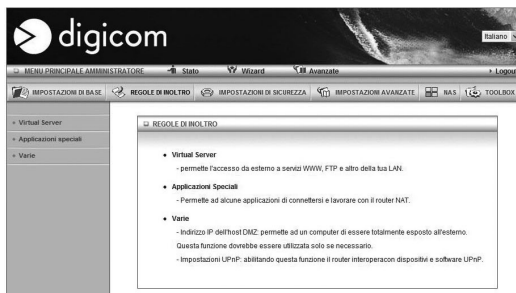 digicom
Italiano
MENU PRINCIPALE AMMINISTRATORE Stato Wizard Avanzate Logout
IMPOSTAZIONI DI BASE REGOLE DI INOLTRO IMPOSTAZIONI DI SICUREZZA IMPOSTAZIONI AVANZATE NAS TOOLBOX
Virtual Server
Applicazioni speciali
Varie
REGOLE DI INOLTRO
Virtual Server
- permette l'accesso da esterno a servizi WWW, FTP e altro della tua LAN.
Applicazioni Speciali
- Permette ad alcune applicazioni di connettersi e lavorare con il router NAT.
Varie
- Indirizzo IP dell'host DMZ: permette ad un computer di essere totalmente esposto all'esterno.
Questa funzione dovrebbe essere utilizzata solo se necessario.
- Impostazioni UPnP: abilitando questa funzione il router interoperacon dispositivi e software UPnP.